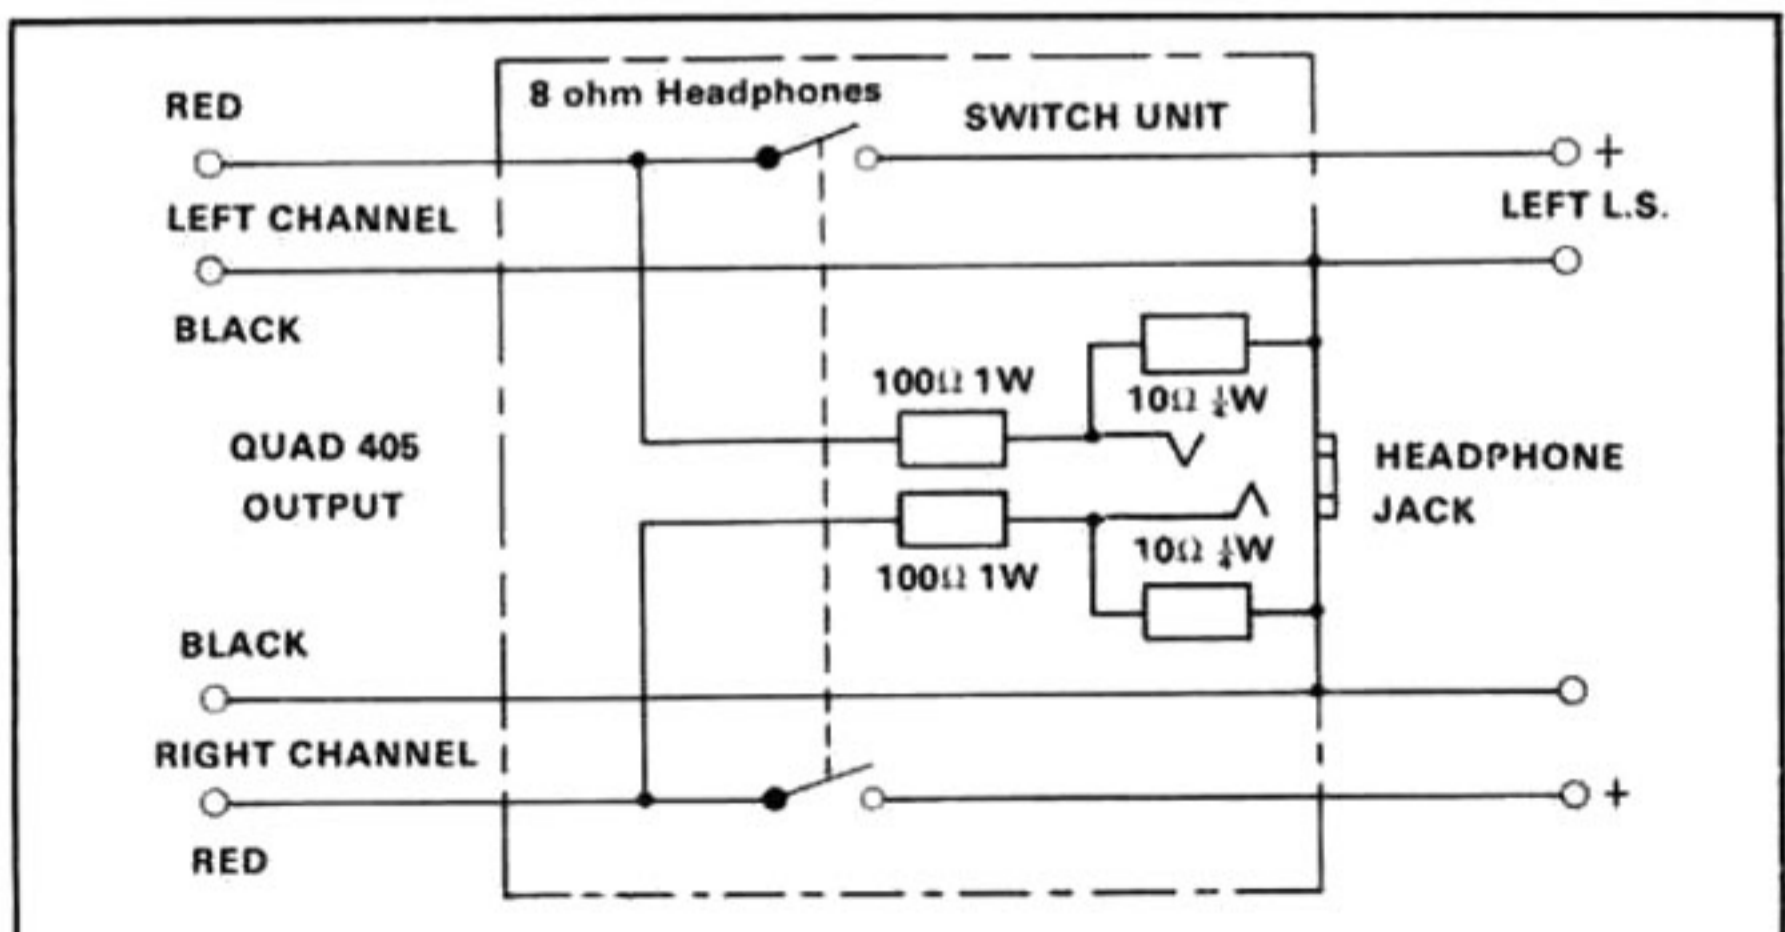 8 ohm Headphones
SWITCH UNIT
RED
+
LEFT CHANNEL
LEFT L.S.
BLACK
100Ω 1W
10Ω ¼W
QUAD 405
OUTPUT
HEADPHONE
JACK
100Ω 1W
10Ω ¼W
BLACK
RIGHT CHANNEL
+
RED